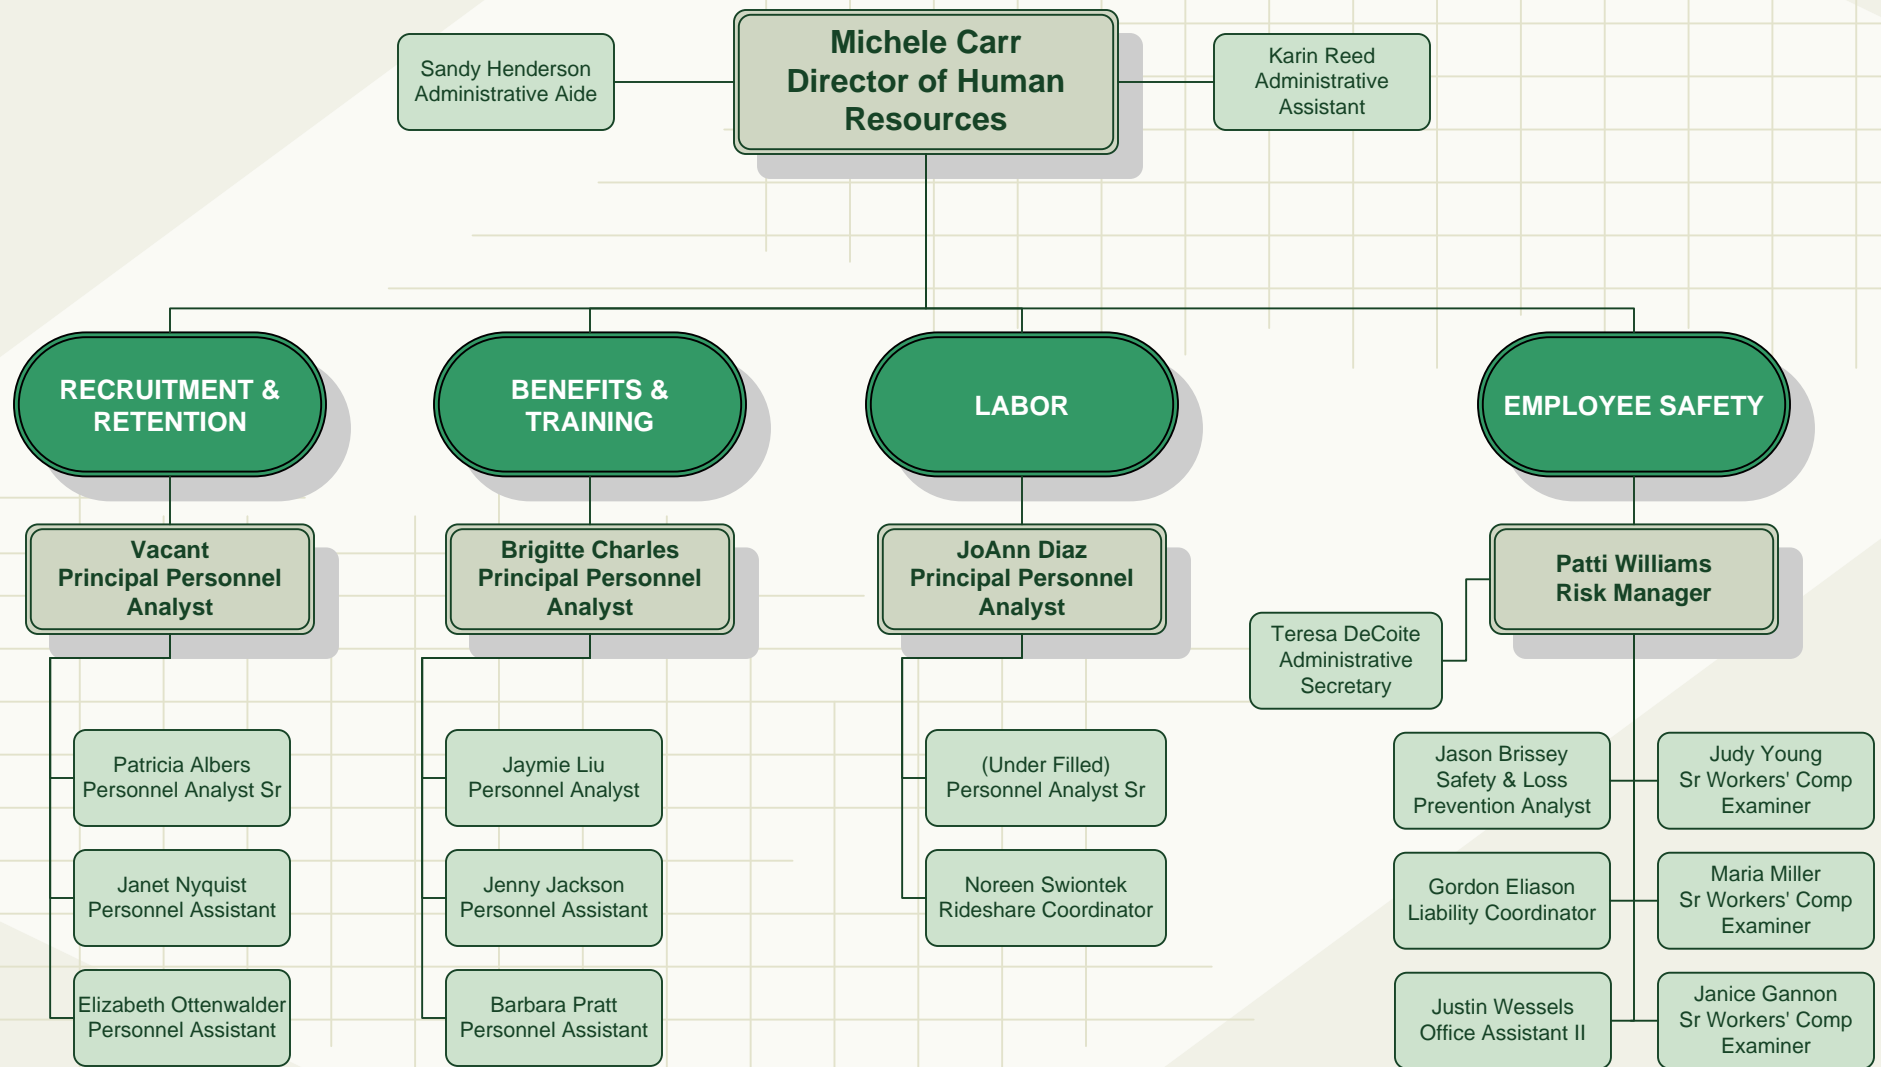 Michele Carr
Director of Human
Resources
Sandy Henderson
Administrative Aide
Karin Reed
Administrative
Assistant
RECRUITMENT &
RETENTION
BENEFITS &
TRAINING
LABOR
EMPLOYEE SAFETY
Vacant
Principal Personnel
Analyst
Brigitte Charles
Principal Personnel
Analyst
JoAnn Diaz
Principal Personnel
Analyst
Patti Williams
Risk Manager
Teresa DeCoite
Administrative
Secretary
Patricia Albers
Personnel Analyst Sr
Jaymie Liu
Personnel Analyst
(Under Filled)
Personnel Analyst Sr
Jason Brissey
Safety & Loss
Prevention Analyst
Judy Young
Sr Workers' Comp
Examiner
Janet Nyquist
Personnel Assistant
Jenny Jackson
Personnel Assistant
Noreen Swiontek
Rideshare Coordinator
Gordon Eliason
Liability Coordinator
Maria Miller
Sr Workers' Comp
Examiner
Elizabeth Ottenwalder
Personnel Assistant
Barbara Pratt
Personnel Assistant
Justin Wessels
Office Assistant II
Janice Gannon
Sr Workers' Comp
Examiner